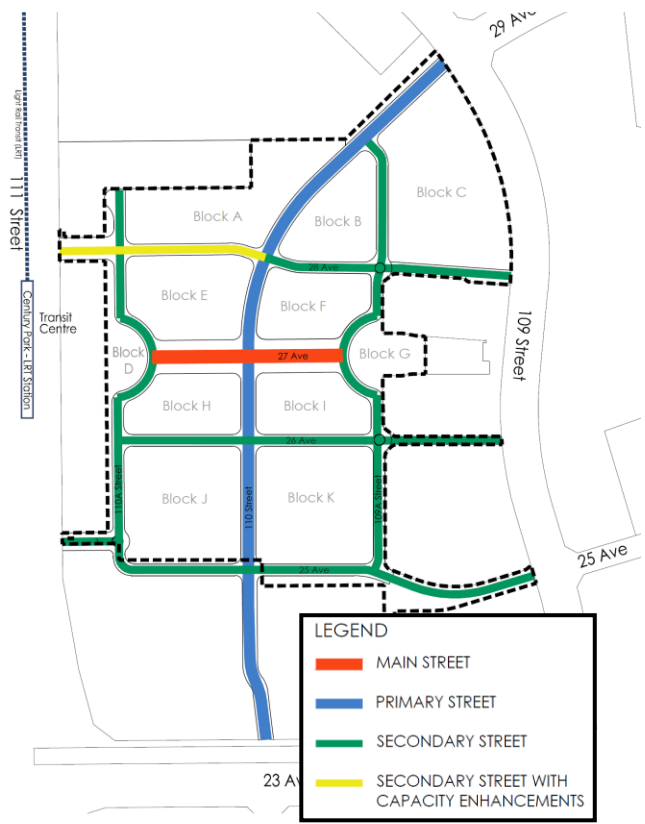 29 Ave
Light Rail Transit (LRT)
111 Street
Block C
Block A
Block B
28 Ave
Century Park - LRT Station
Transit
Centre
Block E
Block F
109 Street
Block
D
27 Ave
Block G
Block H
Block I
26 Ave
110A Street
Block J
110 Street
Block K
109A Street
25 Ave
25 Ave
LEGEND
MAIN STREET
PRIMARY STREET
SECONDARY STREET
SECONDARY STREET WITH
CAPACITY ENHANCEMENTS
23 Av